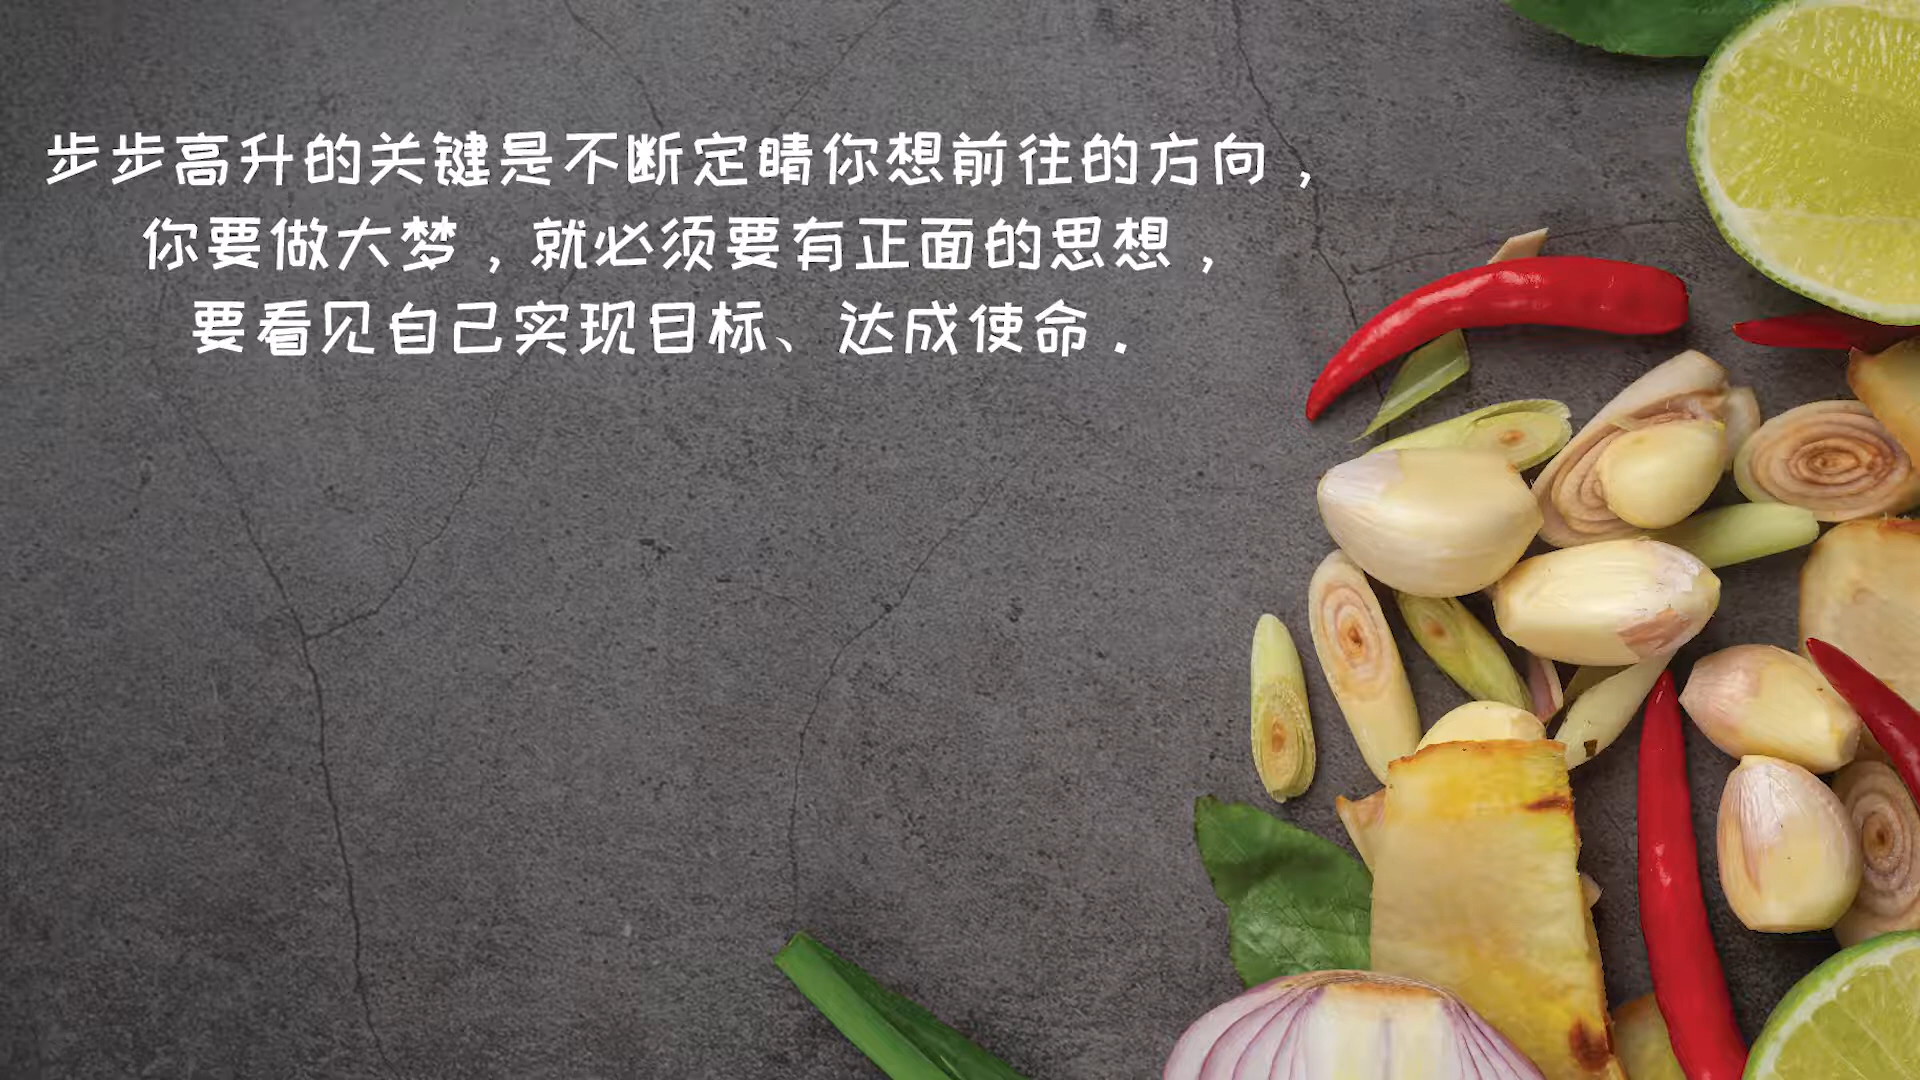 步步高升的关键是不断定睛你想前往的方向，
你要做大梦，就必须要有正面的思想，
要看见自己实现目标、达成使命。